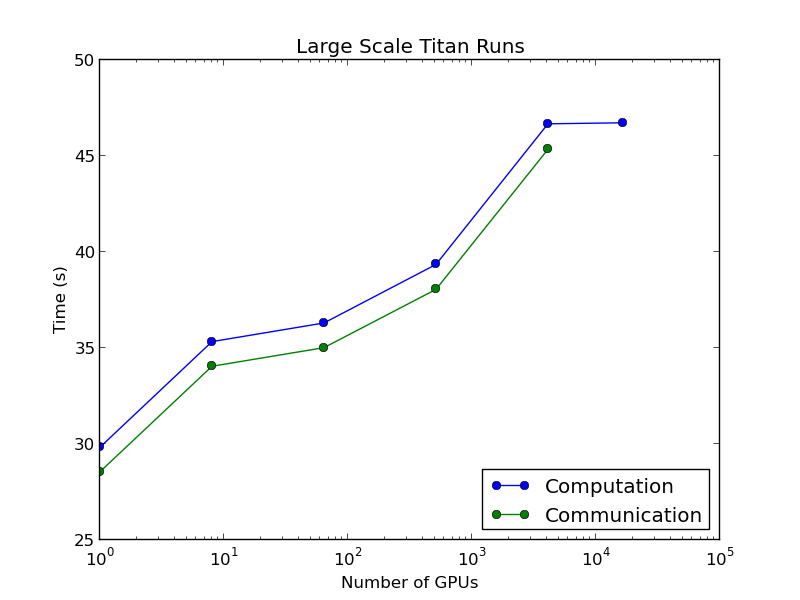 Large Scale Titan Runs
50
45
40
35
30
25
Time (s)
Computation
Communication
10^0 10^1 10^2 10^3 10^4 10^5
Number of GPUs